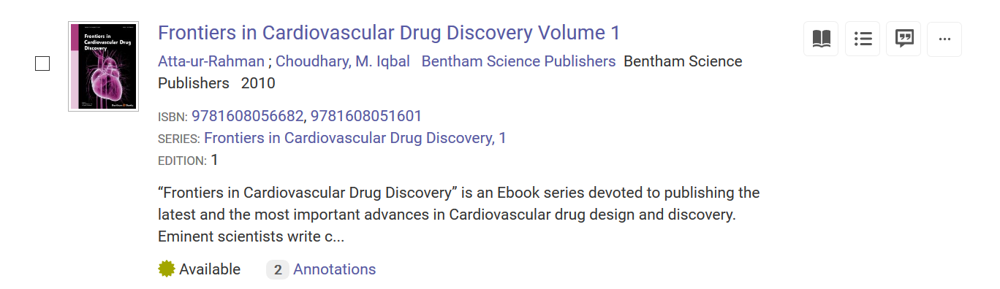 Frontiers in
Cardiovascular Drug
Discovery
Frontiers in Cardiovascular Drug Discovery Volume 1
Atta-ur-Rahman ; Choudhary, M. Iqbal Bentham Science Publishers Bentham Science
Publishers 2010
ISBN: 9781608056682, 9781608051601
SERIES: Frontiers in Cardiovascular Drug Discovery, 1
EDITION: 1
“Frontiers in Cardiovascular Drug Discovery” is an Ebook series devoted to publishing the
latest and the most important advances in Cardiovascular drug design and discovery.
Eminent scientists write c...
Available 2 Annotations